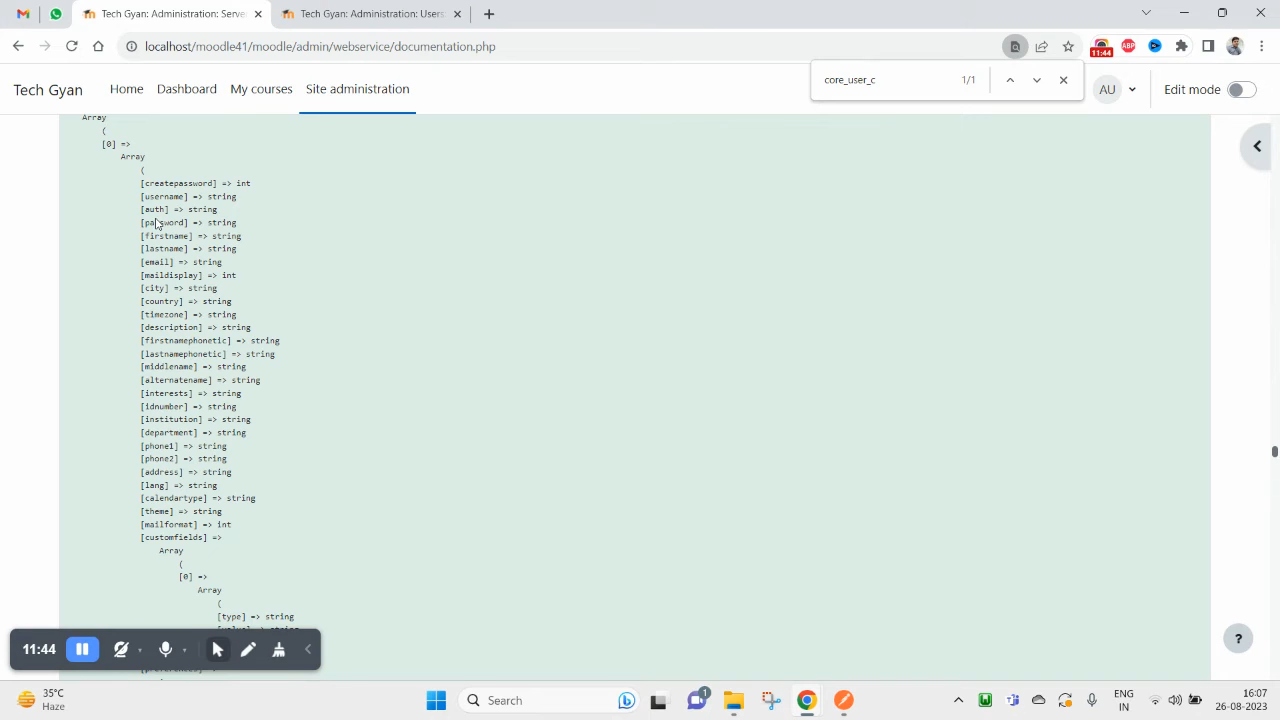 Tech Gyan: Administration: Serve
Tech Gyan: Administration: Users
localhost/moodle41/moodle/admin/webservice/documentation.php
11:44
ABP
core_user_c 1/1
Tech Gyan
Home
Dashboard
My courses
Site administration
AU
Edit mode
Array
(
[0] =>
Array
(
[createpassword] => int
[username] => string
[auth] => string
[password] => string
[firstname] => string
[lastname] => string
[email] => string
[maildisplay] => int
[city] => string
[country] => string
[timezone] => string
[description] => string
[firstnamephonetic] => string
[lastnamephonetic] => string
[middlename] => string
[alternatename] => string
[interests] => string
[idnumber] => string
[institution] => string
[department] => string
[phone1] => string
[phone2] => string
[address] => string
[lang] => string
[calendartype] => string
[theme] => string
[mailformat] => int
[customfields] =>
Array
(
[0] =>
Array
(
[type] => string
11:44
?
35°C
Haze
Search
1
ENG
IN
16:07
26-08-2023